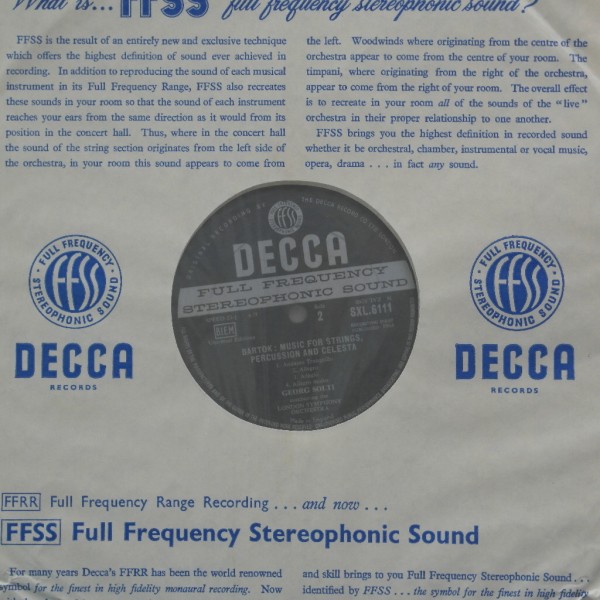 What is... FFSS full frequency stereophonic sound?
FFSS is the result of an entirely new and exclusive technique
which offers the highest definition of sound ever achieved in
recording. In addition to reproducing the sound of each musical
instrument in its Full Frequency Range, FFSS also recreates
these sounds in your room so that the sound of each instrument
reaches your ears from the same direction as it would from its
position in the concert hall. Thus, where in the concert hall
the sound of the string section originates from the left side of
the orchestra, in your room this sound appears to come from
the left. Woodwinds where originating from the centre of the
orchestra appear to come from the centre of your room. The
timpani, where originating from the right of the orchestra,
appear to come from the right of your room. The overall effect
is to recreate in your room all of the sounds of the "live"
orchestra in their proper relationship to one another.
FFSS brings you the highest definition in recorded sound
whether it be orchestral, chamber, instrumental or vocal music,
opera, drama . . . in fact any sound.
FULL FREQUENCY
FFSS
STEREOPHONIC SOUND
DECCA
RECORDS
DECCA
FULL FREQUENCY
STEREOPHONIC SOUND
BIEM
2
SXL.6111
BARTOK: MUSIC FOR STRINGS,
PERCUSSION AND CELESTA
GEORG SOLTI
FULL FREQUENCY
FFSS
STEREOPHONIC SOUND
DECCA
RECORDS
FFRR Full Frequency Range Recording . . . and now . . .
FFSS Full Frequency Stereophonic Sound
For many years Decca's FFRR has been the world renowned
symbol for the finest in high fidelity monaural recording. Now
and skill brings to you Full Frequency Stereophonic Sound . . .
identified by FFSS . . . the symbol for the finest in high fidelity